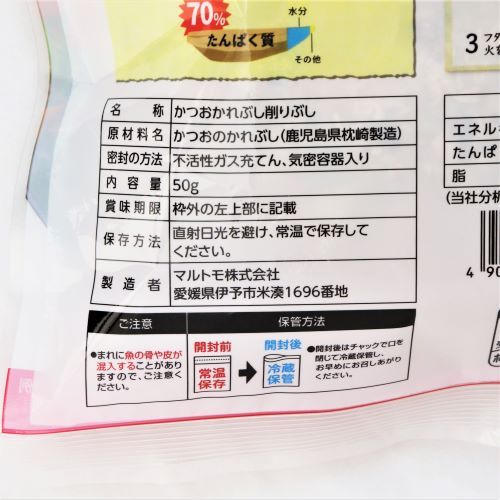 70%
水分
たんぱく質
その他
3
名称 かつおかれぶし削りぶし
原材料名 かつおのかれぶし(鹿児島県枕崎製造)
密封の方法 不活性ガス充てん、気密容器入り
内容量 50g
賞味期限 枠外の左上部に記載
保存方法 直射日光を避け、常温で保存して
ください。
製造者 マルトモ株式会社
愛媛県伊予市米湊1696番地
エネル
たんぱ
脂
(当社分析
4 90
ご注意
●まれに魚の骨や皮が
混入することがあり
ますので、ご注意く
ださい。
保管方法
開封前
常温
保存
開封後
冷蔵
保管
●開封後はチャックで口を
閉じて冷蔵保管し、
お早めにお召しあがり
ください。